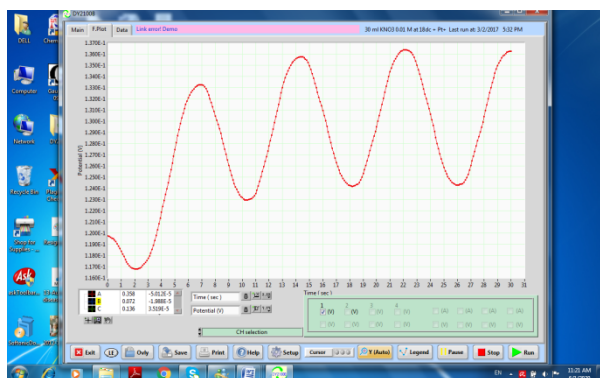 DY2100B
Main F.Plot Data Link error! Demo 30 ml KNO3 0.01 M at 18dc + Pt+ Last run at: 3/2/2017 5:32 PM
1.370E-1
1.360E-1
1.350E-1
1.340E-1
1.330E-1
1.320E-1
1.310E-1
1.300E-1
1.290E-1
1.280E-1
1.270E-1
1.260E-1
1.250E-1
1.240E-1
1.230E-1
1.220E-1
1.210E-1
1.200E-1
1.190E-1
1.180E-1
1.170E-1
1.160E-1
Potential (V)
0 1 2 3 4 5 6 7 8 9 10 11 12 13 14 15 16 17 18 19 20 21 22 23 24 25 26 27 28 29 30 31
Time ( sec )
A 0.358 -5.012E-5
B 0.072 -1.988E-5
C 0.136 3.519E-5
Time ( sec )
Potential (V)
CH selection
1 2 3 4
(V) (V) (V) (V) (A) (A) (A) (A)
(V) (V) (V) (V) (A) (A) (A) (A)
Exit Only Save Print Help Setup Cursor Y (Auto) Legend Pause Stop Run
DELL
Computer
Network
Recycle Bin
EN
11:21 AM